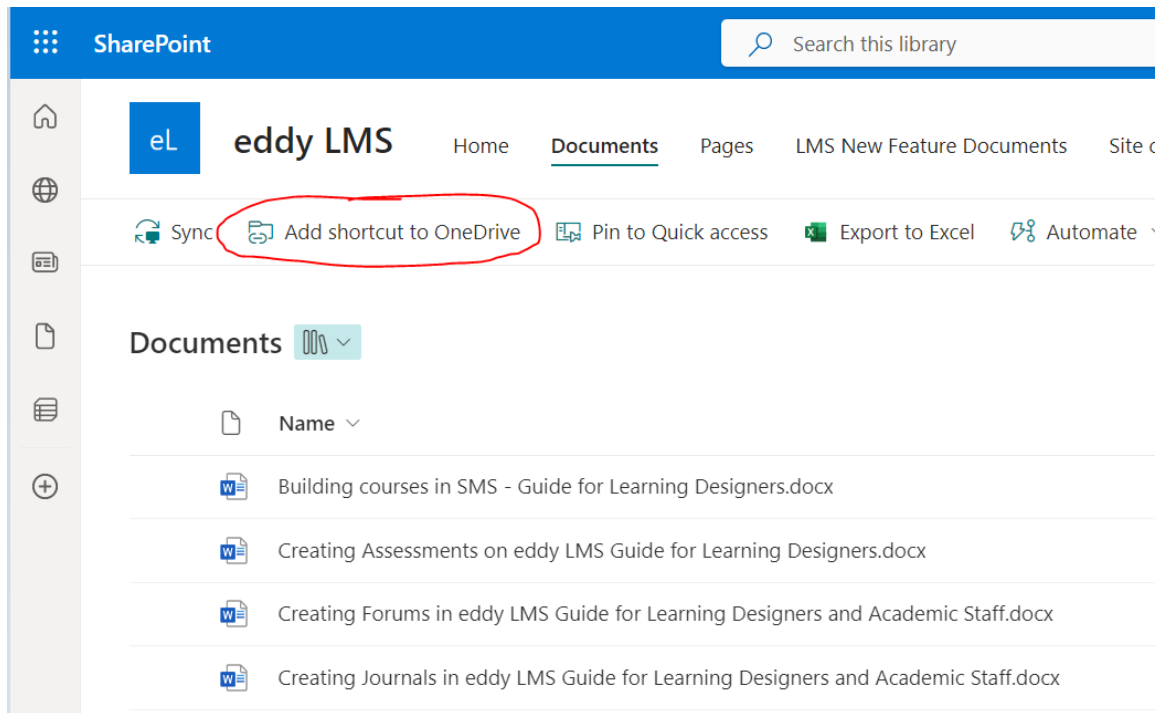 SharePoint
Search this library
eL
eddy LMS
Home Documents Pages LMS New Feature Documents Site
Sync Add shortcut to OneDrive Pin to Quick access Export to Excel Automate
Documents
Name
Building courses in SMS - Guide for Learning Designers.docx
Creating Assessments on eddy LMS Guide for Learning Designers.docx
Creating Forums in eddy LMS Guide for Learning Designers and Academic Staff.docx
Creating Journals in eddy LMS Guide for Learning Designers and Academic Staff.docx